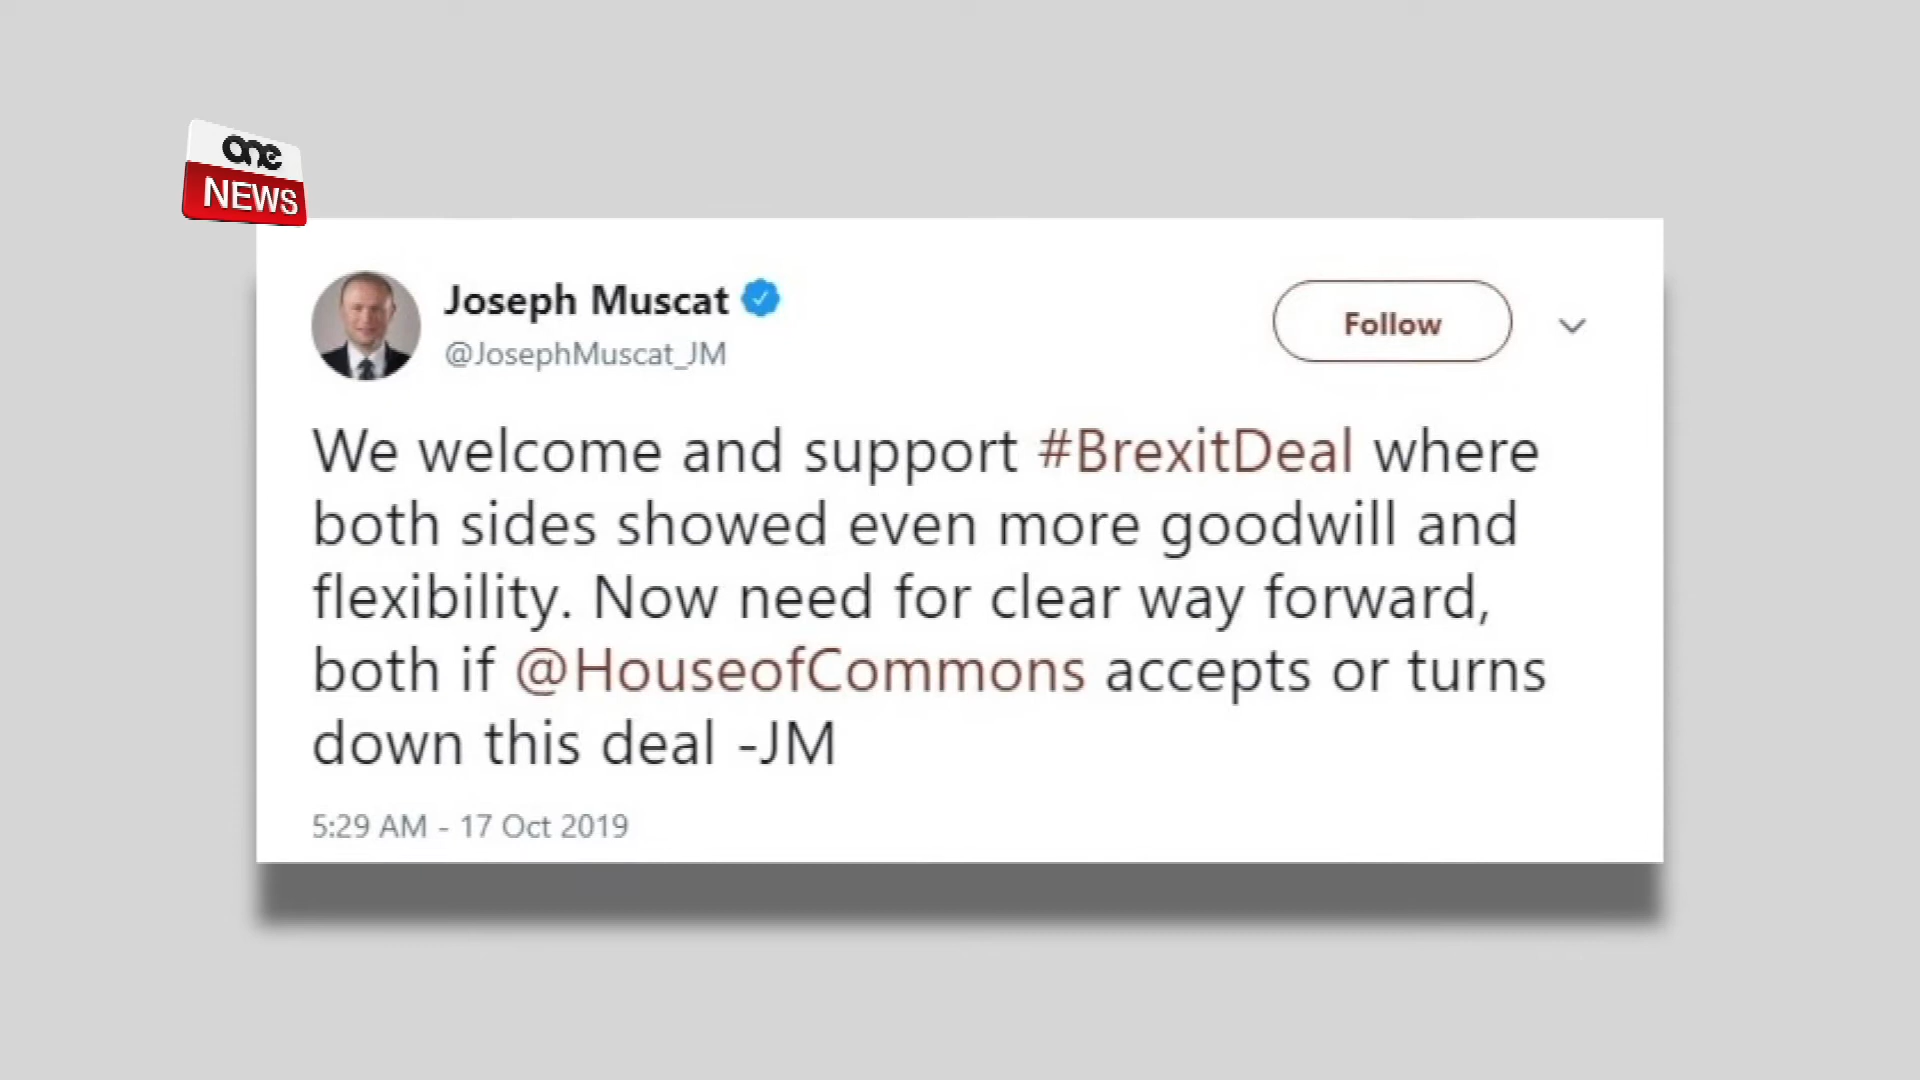 one
NEWS
Joseph Muscat
@JosephMuscat_JM
Follow
We welcome and support #BrexitDeal where
both sides showed even more goodwill and
flexibility. Now need for clear way forward,
both if @HouseofCommons accepts or turns
down this deal -JM
5:29 AM - 17 Oct 2019